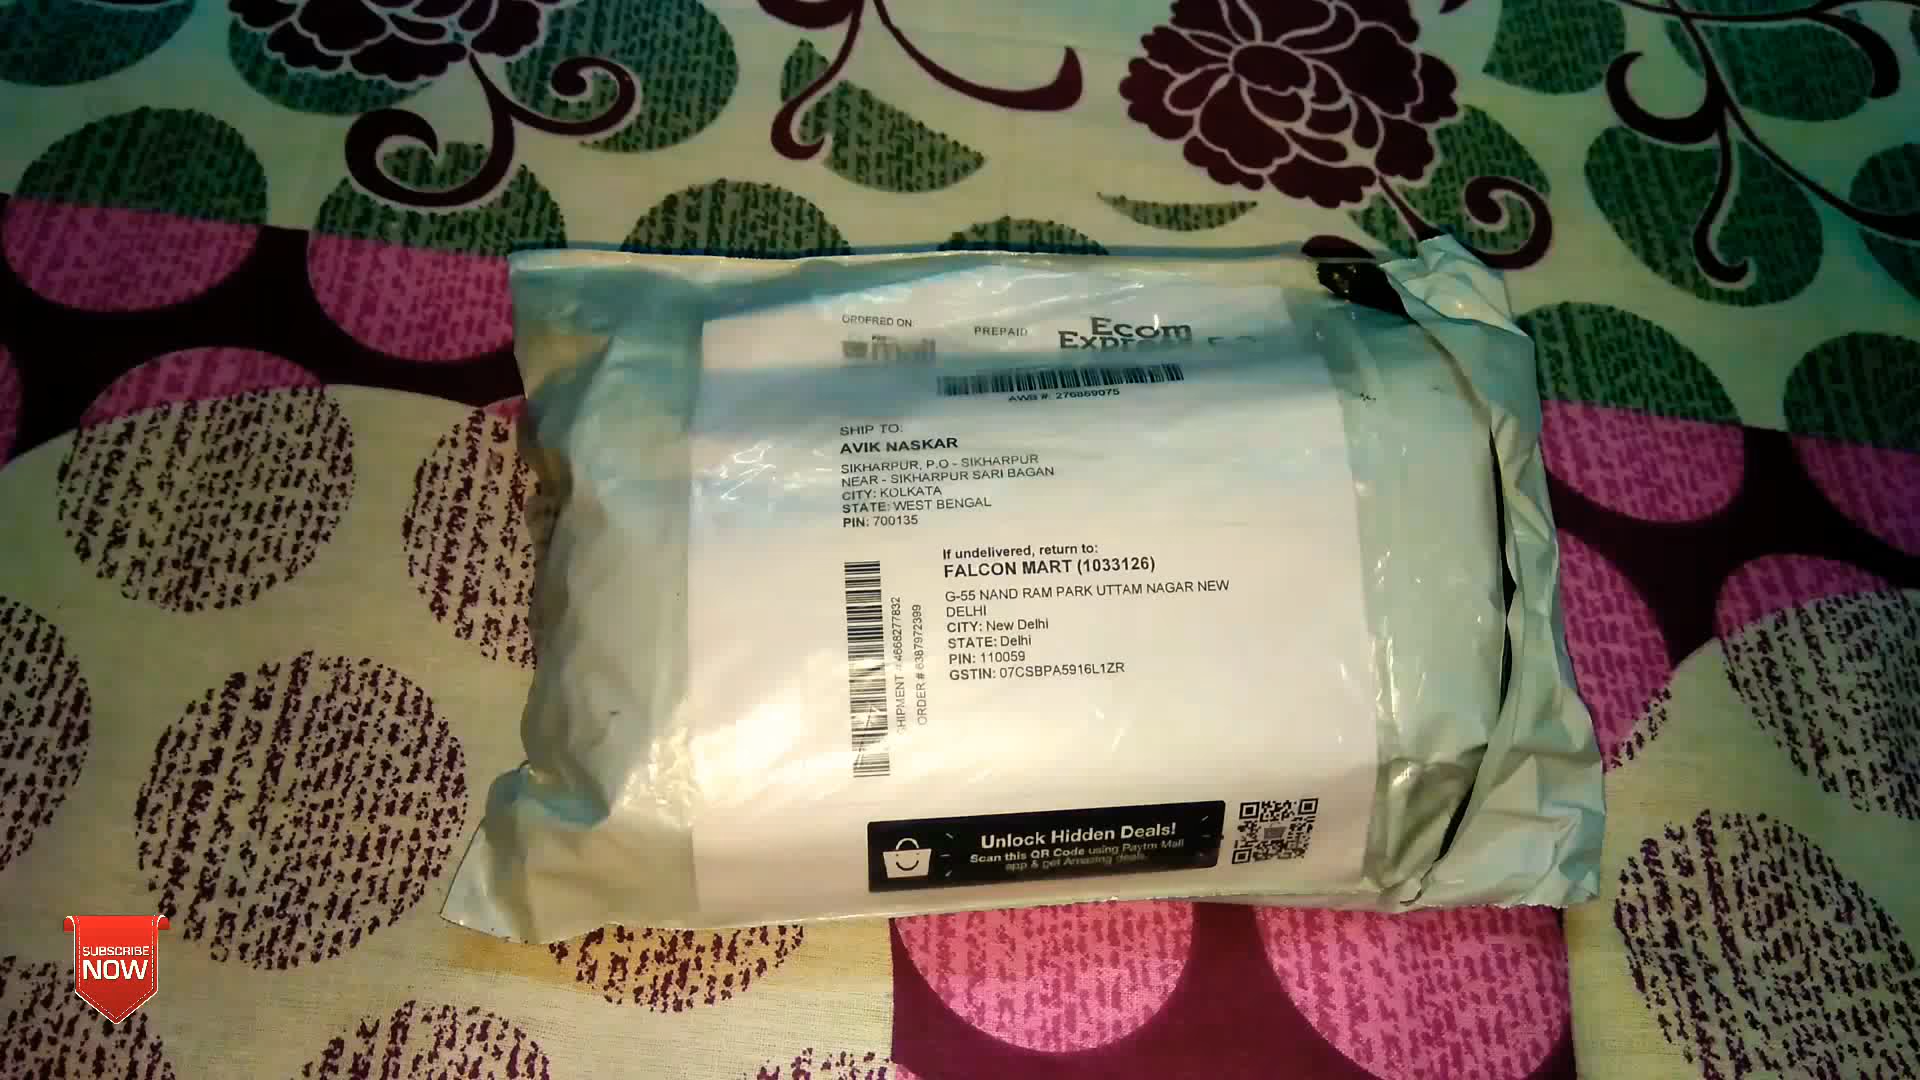 ORDERED ON
mall
PREPAID
Ecom
Express
AWB #: 276869075
SHIP TO:
AVIK NASKAR
SIKHARPUR, P.O - SIKHARPUR
NEAR - SIKHARPUR SARI BAGAN
CITY: KOLKATA
STATE: WEST BENGAL
PIN: 700135
If undelivered, return to:
FALCON MART (1033126)
G-55 NAND RAM PARK UTTAM NAGAR NEW
DELHI
CITY: New Delhi
STATE: Delhi
PIN: 110059
GSTIN: 07CSBPA5916L1ZR
SHIPMENT #
ORDER # 6387972399
Unlock Hidden Deals!
Scan this QR Code using Paytm Mall
app & get Amazing deals.
SUBSCRIBE
NOW